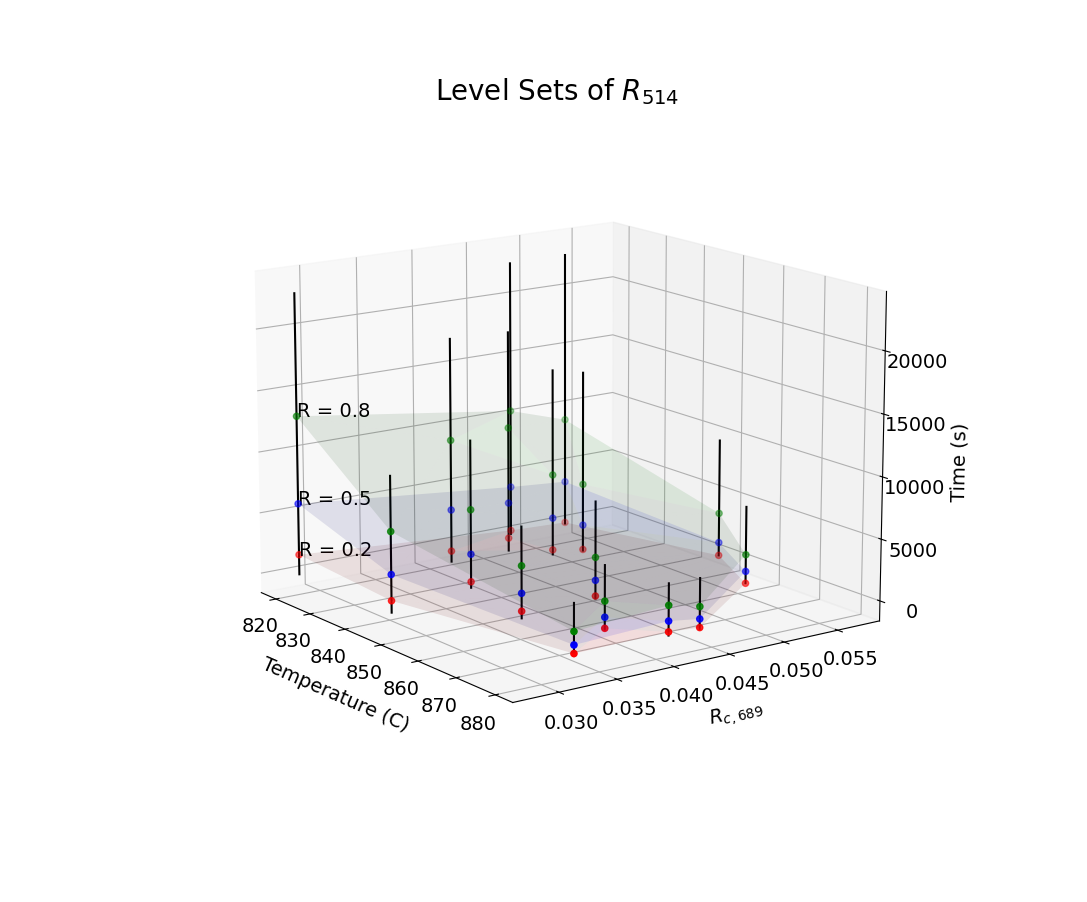 Level Sets of R514
R = 0.8
R = 0.5
R = 0.2
20000
15000
10000
5000
0
Time (s)
820
830
840
850
860
870
880
Temperature (C)
0.030
0.035
0.040
0.045
0.050
0.055
Rc,689